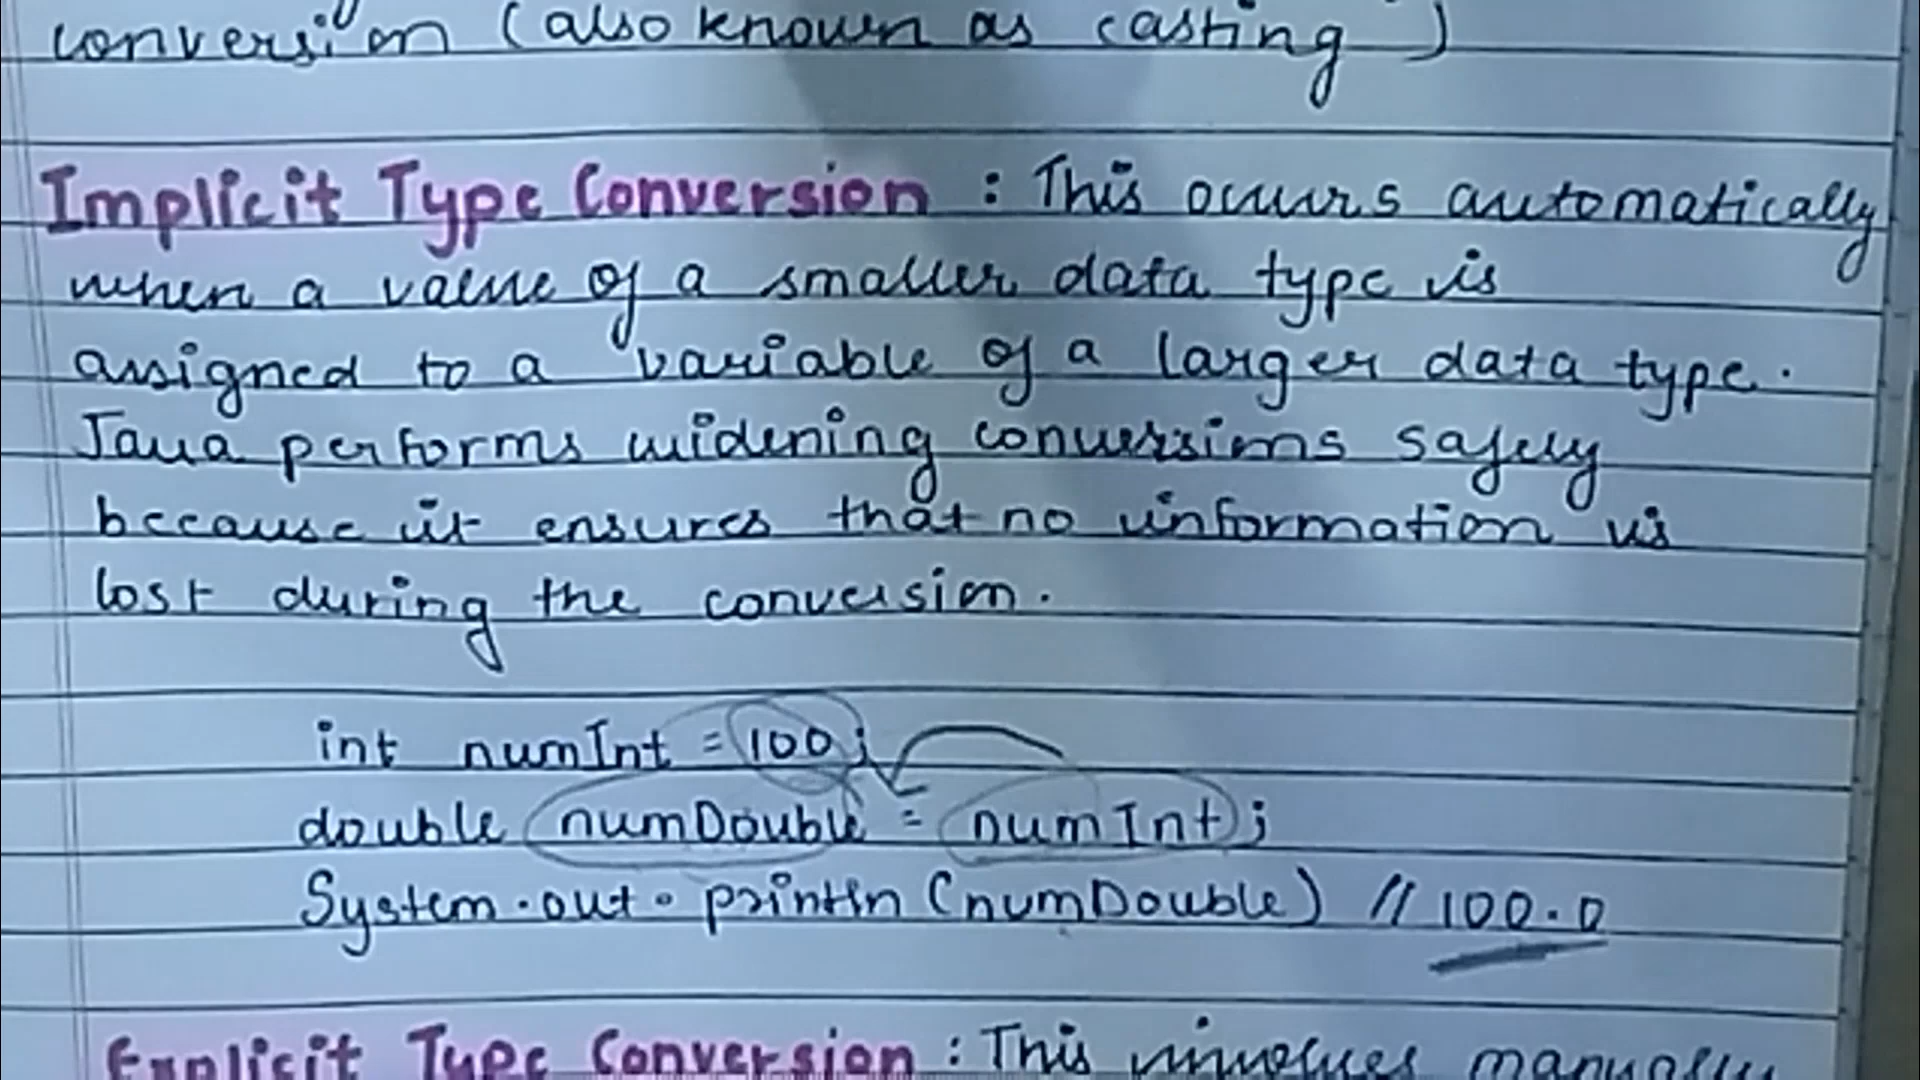 conversion (also known as casting)
Implicit Type Conversion : This occurs automatically
when a value of a smaller data type is
assigned to a variable of a larger data type.
Java performs widening conversions safely
because it ensures that no information is
lost during the conversion.
int numInt = 100;
double numDouble = numInt;
System.out.println (numDouble) // 100.0
Explicit Type Conversion : This involves manually